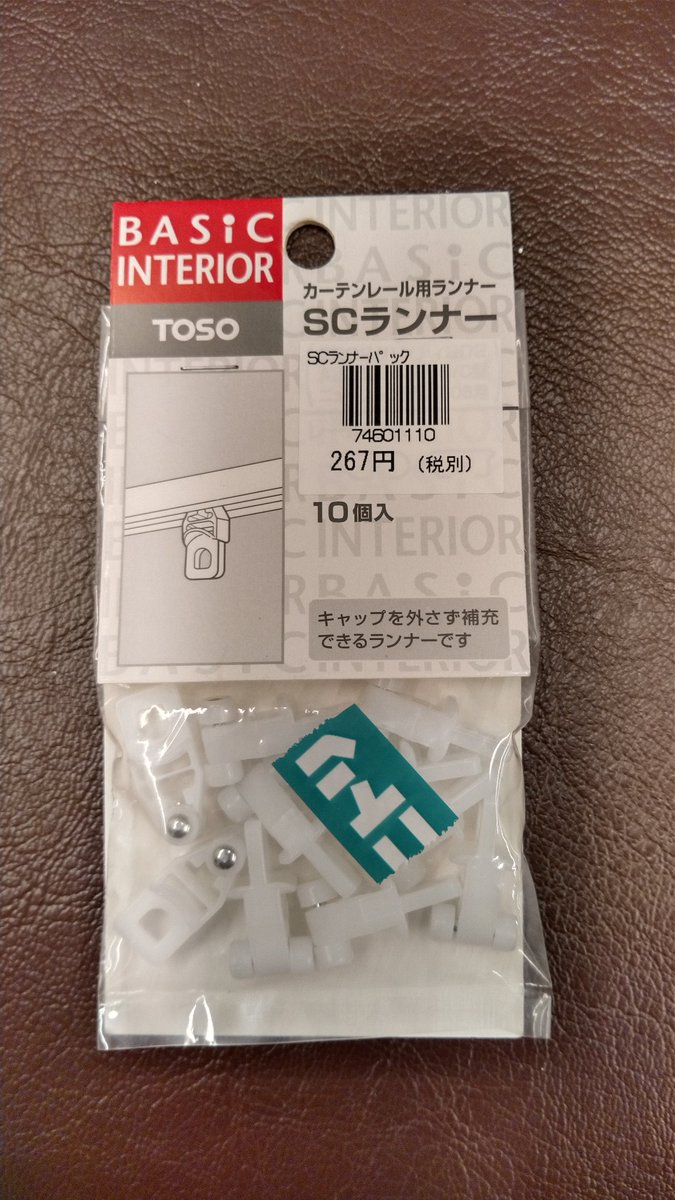 BASiC
INTERIOR
TOSO
カーテンレール用ランナー
SCランナー
SCランナーパック
74601110
267円 (税別)
10個入
キャップを外さず補充
できるランナーです